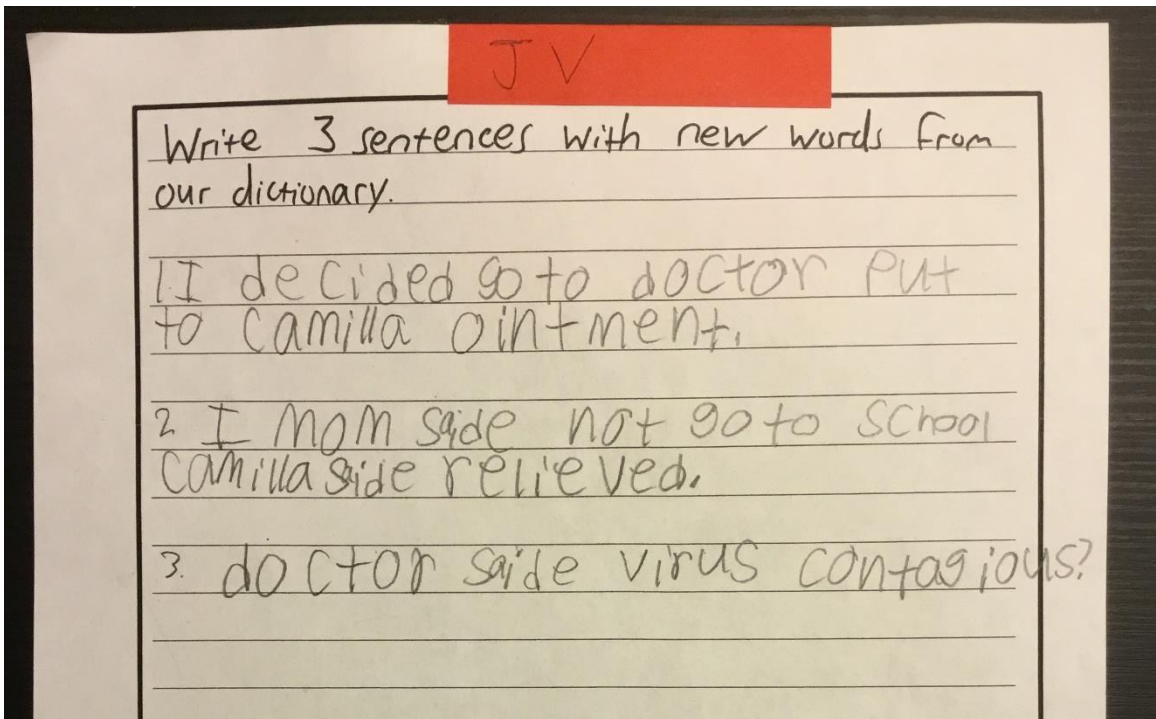 J V
Write 3 sentences with new words from
our dictionary.
1 I decided go to doctor put
to Camilla ointment.
2 I mom saide not go to school
Camilla saide relieved.
3. doctor saide virus contagious?